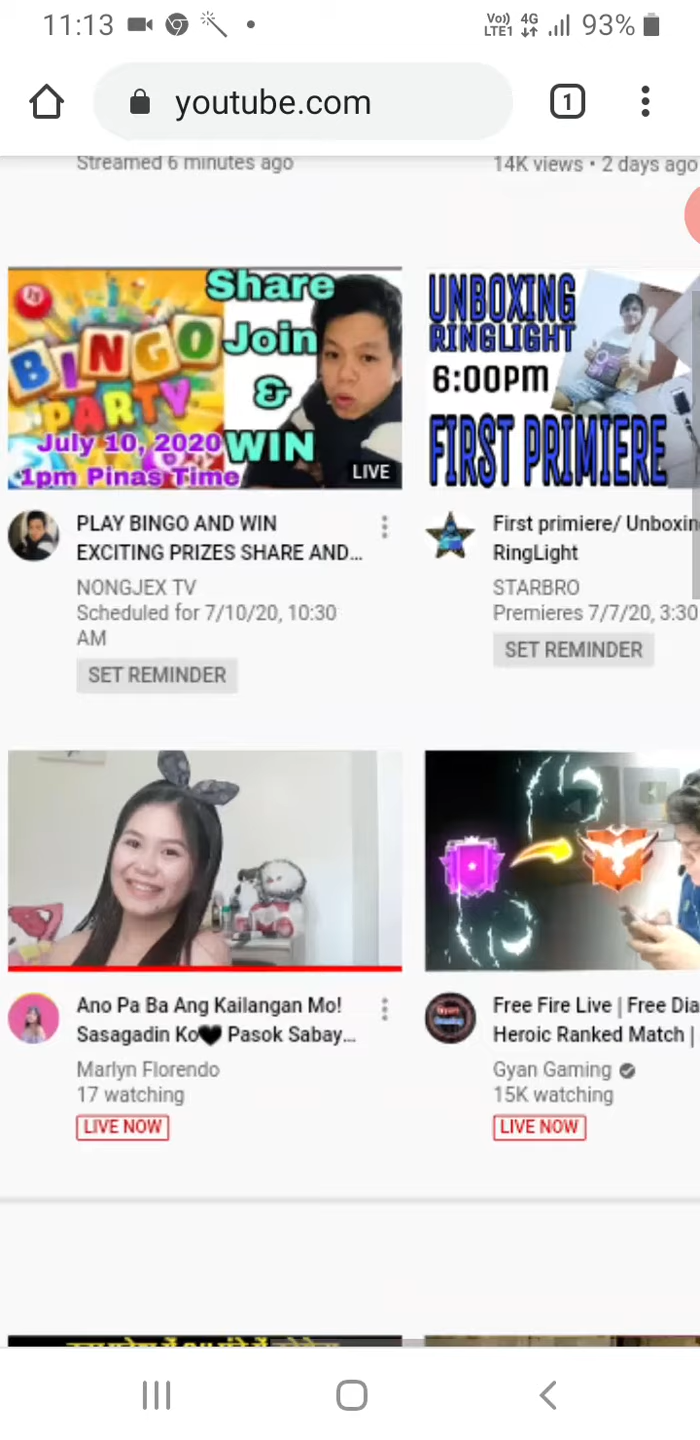 11:13
Vo)) LTE1 4G 93%
youtube.com
1
Streamed 6 minutes ago
14K views • 2 days ago
Share
Join
&
WIN
BINGO
PARTY
July 10, 2020
1pm Pinas Time
LIVE
UNBOXING
RINGLIGHT
6:00PM
FIRST PRIMIERE
PLAY BINGO AND WIN
EXCITING PRIZES SHARE AND...
NONGJEX TV
Scheduled for 7/10/20, 10:30
AM
SET REMINDER
First primiere/ Unboxin
RingLight
STARBRO
Premieres 7/7/20, 3:30
SET REMINDER
Ano Pa Ba Ang Kailangan Mo!
Sasagadin Ko🖤 Pasok Sabay...
Marlyn Florendo
17 watching
LIVE NOW
Free Fire Live | Free Dia
Heroic Ranked Match |
Gyan Gaming
15K watching
LIVE NOW